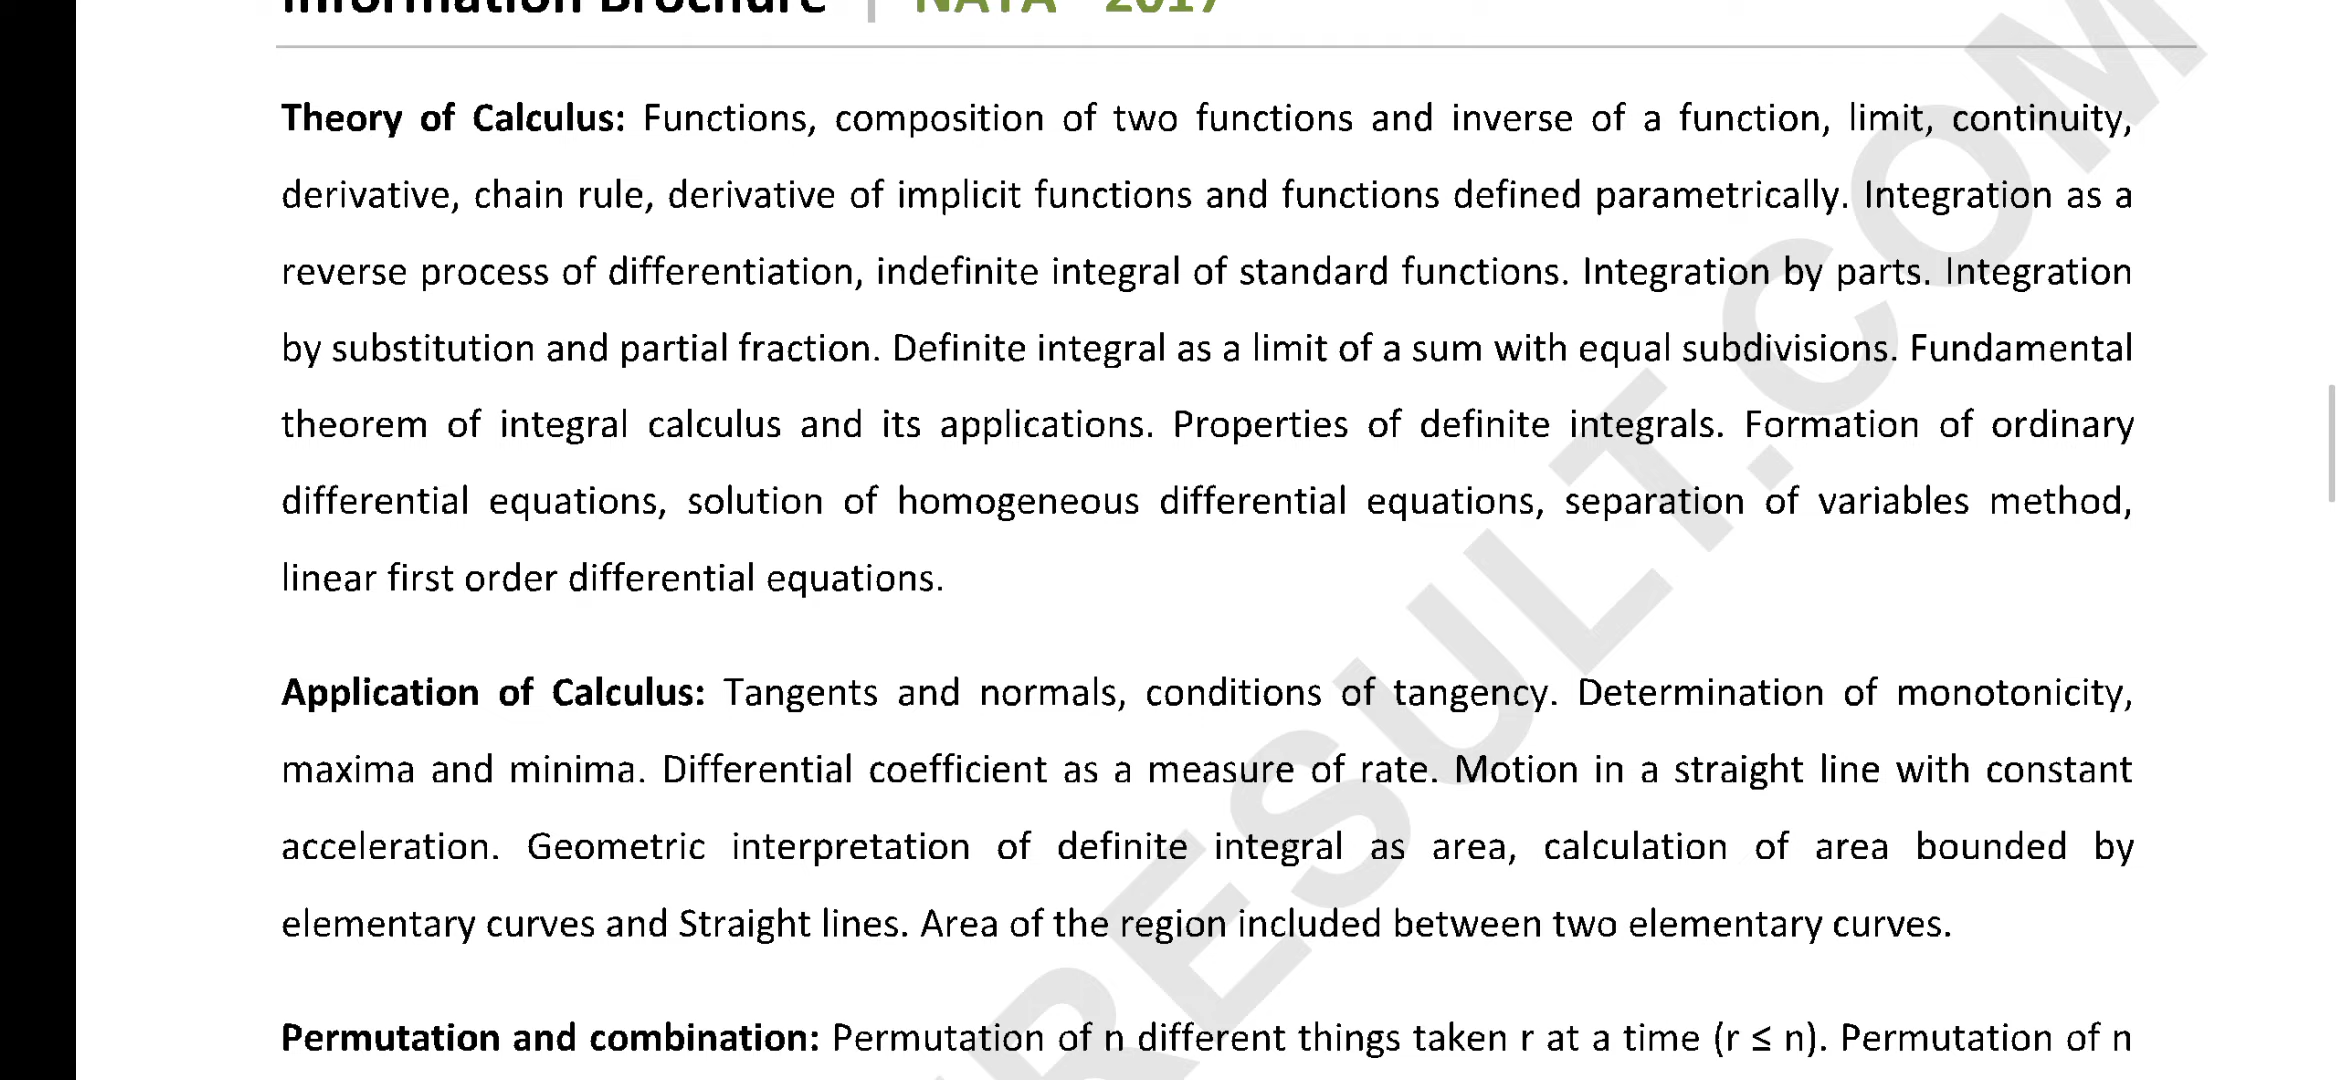 Information Brochure | NATA - 2017
Theory of Calculus: Functions, composition of two functions and inverse of a function, limit, continuity,
derivative, chain rule, derivative of implicit functions and functions defined parametrically. Integration as a
reverse process of differentiation, indefinite integral of standard functions. Integration by parts. Integration
by substitution and partial fraction. Definite integral as a limit of a sum with equal subdivisions. Fundamental
theorem of integral calculus and its applications. Properties of definite integrals. Formation of ordinary
differential equations, solution of homogeneous differential equations, separation of variables method,
linear first order differential equations.
Application of Calculus: Tangents and normals, conditions of tangency. Determination of monotonicity,
maxima and minima. Differential coefficient as a measure of rate. Motion in a straight line with constant
acceleration. Geometric interpretation of definite integral as area, calculation of area bounded by
elementary curves and Straight lines. Area of the region included between two elementary curves.
Permutation and combination: Permutation of n different things taken r at a time (r ≤ n). Permutation of n
RESULT.COM